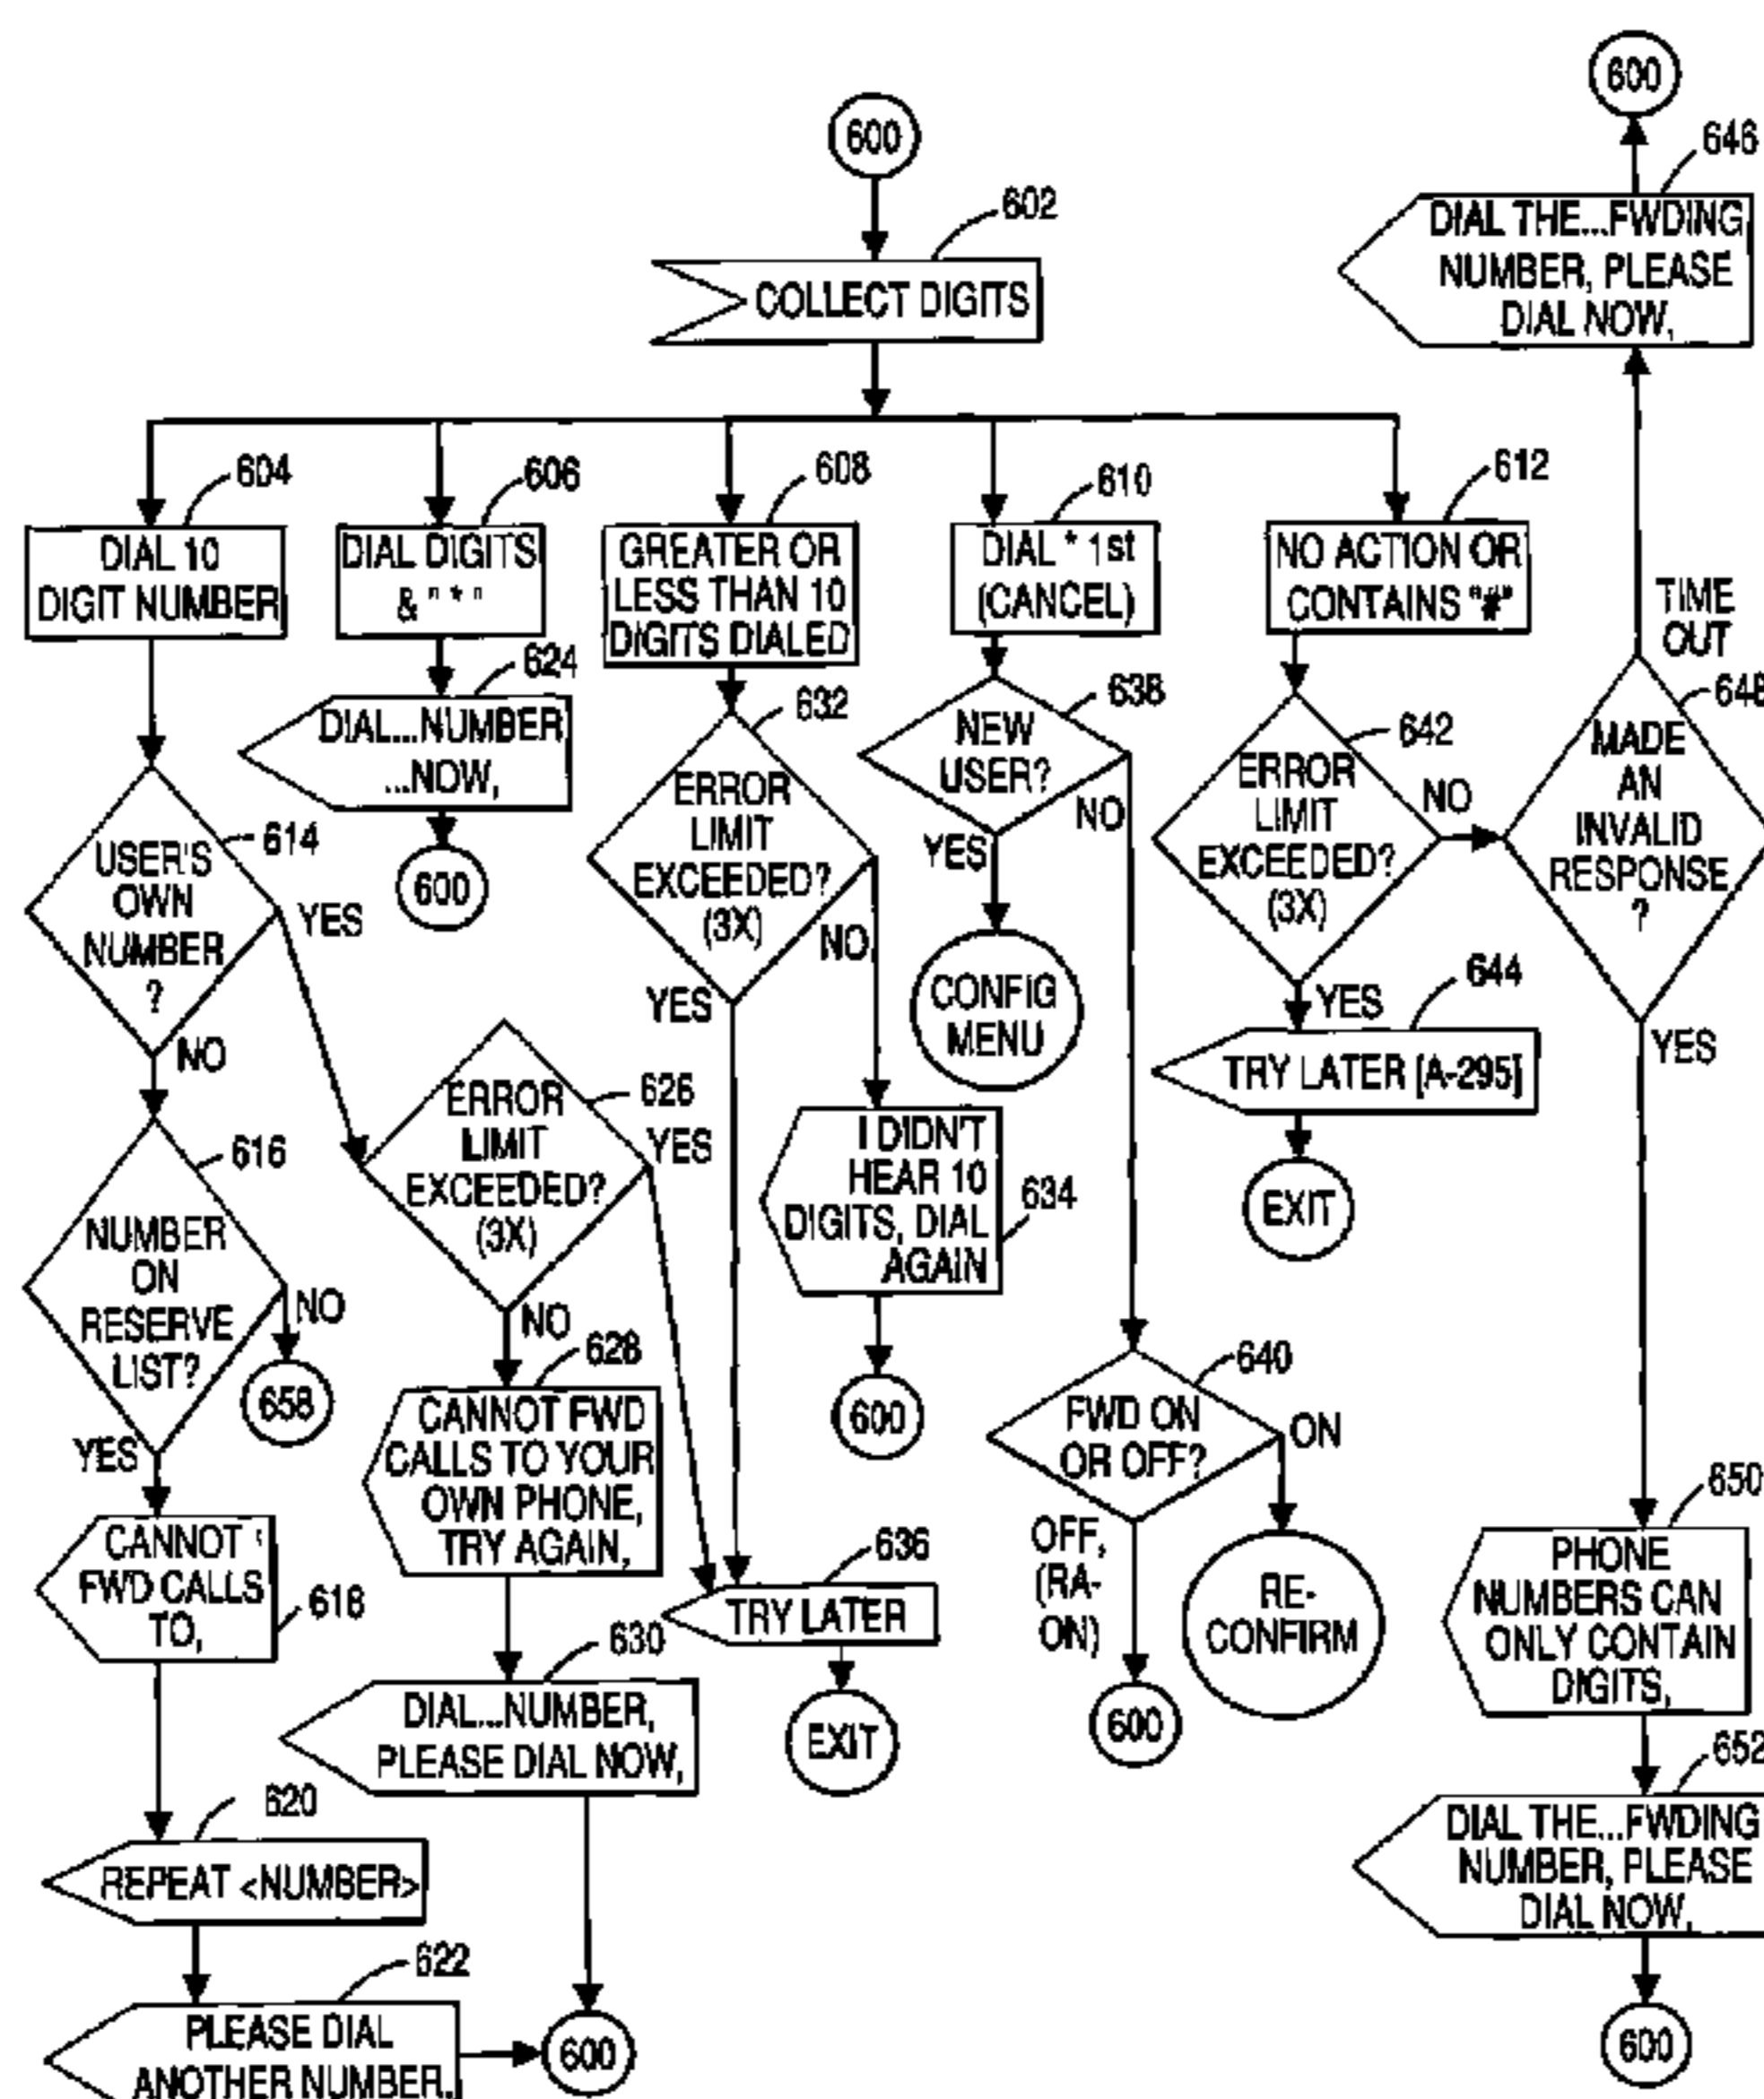 600
602
COLLECT DIGITS
600
646
DIAL THE...FWDING
NUMBER, PLEASE
DIAL NOW,
604
DIAL 10
DIGIT NUMBER
606
DIAL DIGITS
& " * "
608
GREATER OR
LESS THAN 10
DIGITS DIALED
610
DIAL * 1st
(CANCEL)
612
NO ACTION OR
CONTAINS "#"
TIME
OUT
624
DIAL...NUMBER
...NOW,
600
614
USER'S
OWN
NUMBER
?
YES
NO
632
ERROR
LIMIT
EXCEEDED?
(3X)
NO
YES
638
NEW
USER?
NO
YES
CONFIG
MENU
642
ERROR
LIMIT
EXCEEDED?
(3X)
NO
YES
644
TRY LATER [A-295]
EXIT
648
MADE
AN
INVALID
RESPONSE
?
YES
616
NUMBER
ON
RESERVE
LIST?
NO
658
YES
626
ERROR
LIMIT
EXCEEDED?
(3X)
YES
NO
I DIDN'T
HEAR 10
DIGITS, DIAL
AGAIN
634
600
628
CANNOT FWD
CALLS TO YOUR
OWN PHONE,
TRY AGAIN,
640
FWD ON
OR OFF?
ON
OFF,
(RA-
ON)
RE-
CONFIRM
600
CANNOT
FWD CALLS
TO,
618
636
TRY LATER
EXIT
630
DIAL...NUMBER,
PLEASE DIAL NOW,
650
PHONE
NUMBERS CAN
ONLY CONTAIN
DIGITS,
652
DIAL THE...FWDING
NUMBER, PLEASE
DIAL NOW,
600
620
REPEAT <NUMBER>
622
PLEASE DIAL
ANOTHER NUMBER,
600